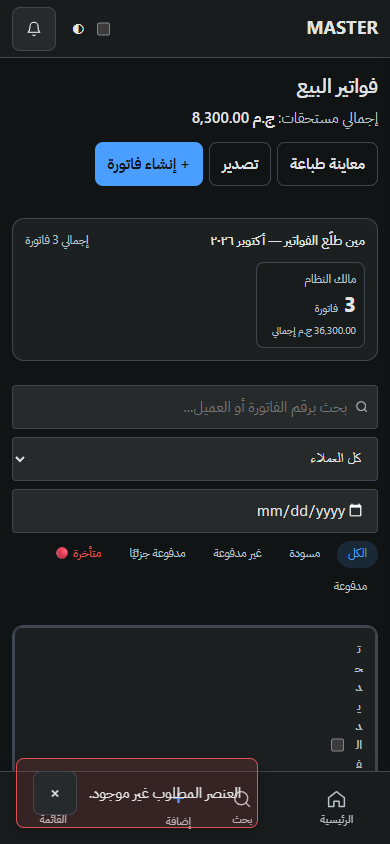 MASTER
فواتير البيع
إجمالي مستحقات: ج.م 8,300.00
معاينة طباعة
تصدير
+ إنشاء فاتورة
مين طلّع الفواتير — أكتوبر ٢٠٢٦
إجمالي 3 فاتورة
مالك النظام
3 فاتورة
36,300.00 ج.م إجمالي
بحث برقم الفاتورة أو العميل...
كل العملاء
mm/dd/yyyy
الكل
مسودة
غير مدفوعة
مدفوعة جزئيًا
متأخرة
مدفوعة
تحديد الف
العنصر المطلوب غير موجود.
×
الرئيسية
بحث
إضافة
القائمة